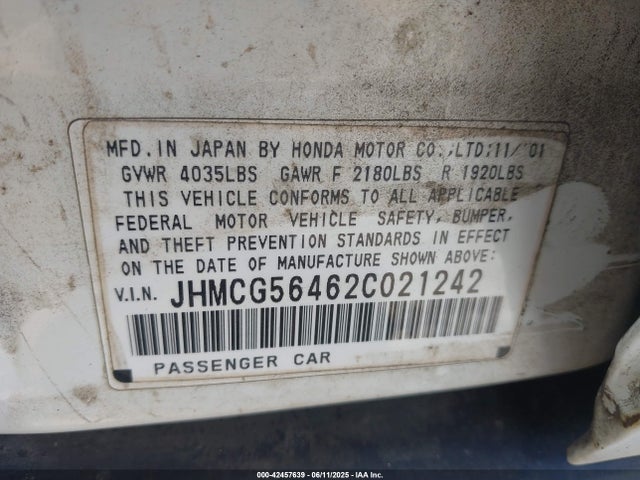 MFD. IN JAPAN BY HONDA MOTOR CO.,LTD; 11/'01
GVWR 4035LBS GAWR F 2180LBS R 1920LBS
THIS VEHICLE CONFORMS TO ALL APPLICABLE
FEDERAL MOTOR VEHICLE SAFETY, BUMPER,
AND THEFT PREVENTION STANDARDS IN EFFECT
ON THE DATE OF MANUFACTURE SHOWN ABOVE:
V.I.N. JHMCG56462C021242
PASSENGER CAR
000-42457639 - 06/11/2025 - IAA Inc.